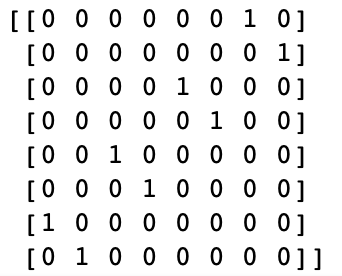 [[0 0 0 0 0 0 1 0]
[0 0 0 0 0 0 0 1]
[0 0 0 0 1 0 0 0]
[0 0 0 0 0 1 0 0]
[0 0 1 0 0 0 0 0]
[0 0 0 1 0 0 0 0]
[1 0 0 0 0 0 0 0]
[0 1 0 0 0 0 0 0]]